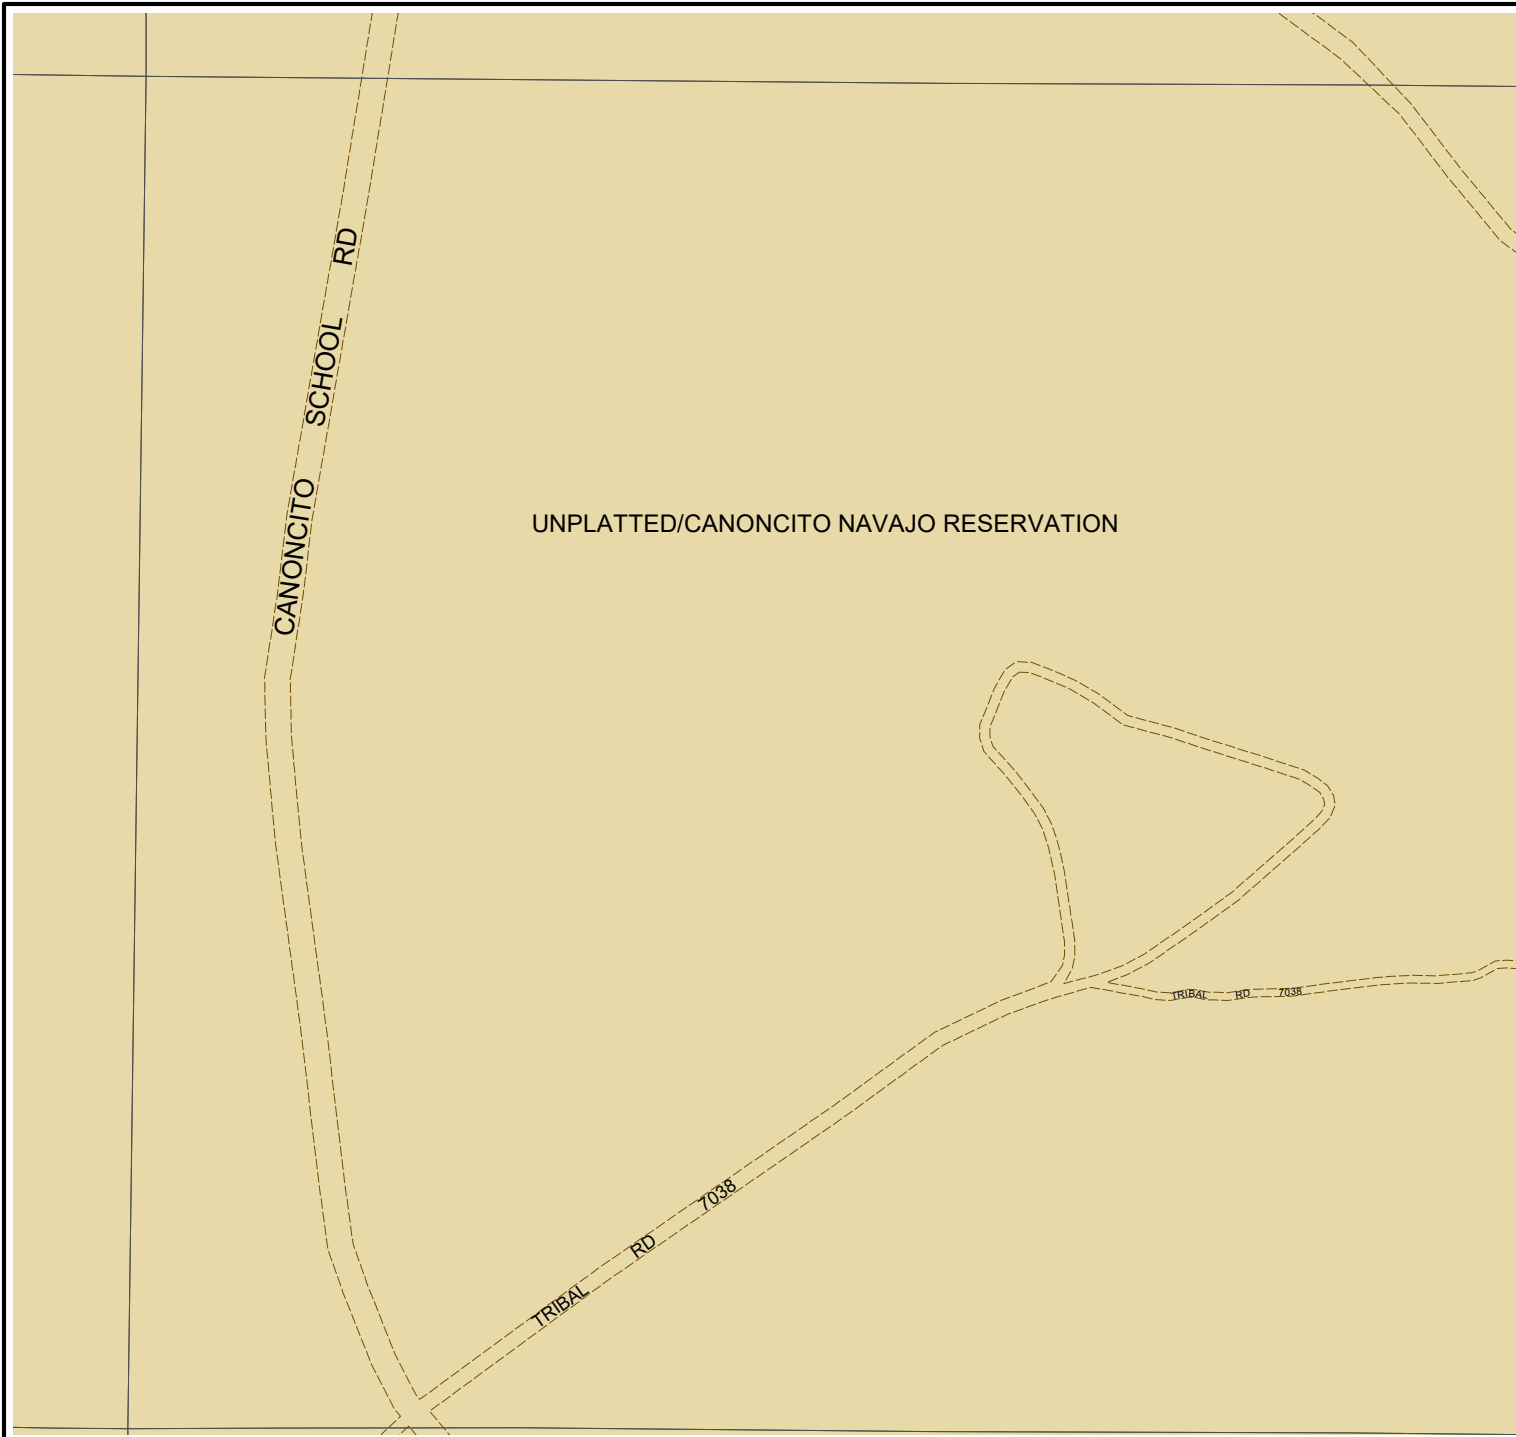 CANONCITO SCHOOL RD
UNPLATTED/CANONCITO NAVAJO RESERVATION
TRIBAL RD 7038
TRIBAL RD 7038